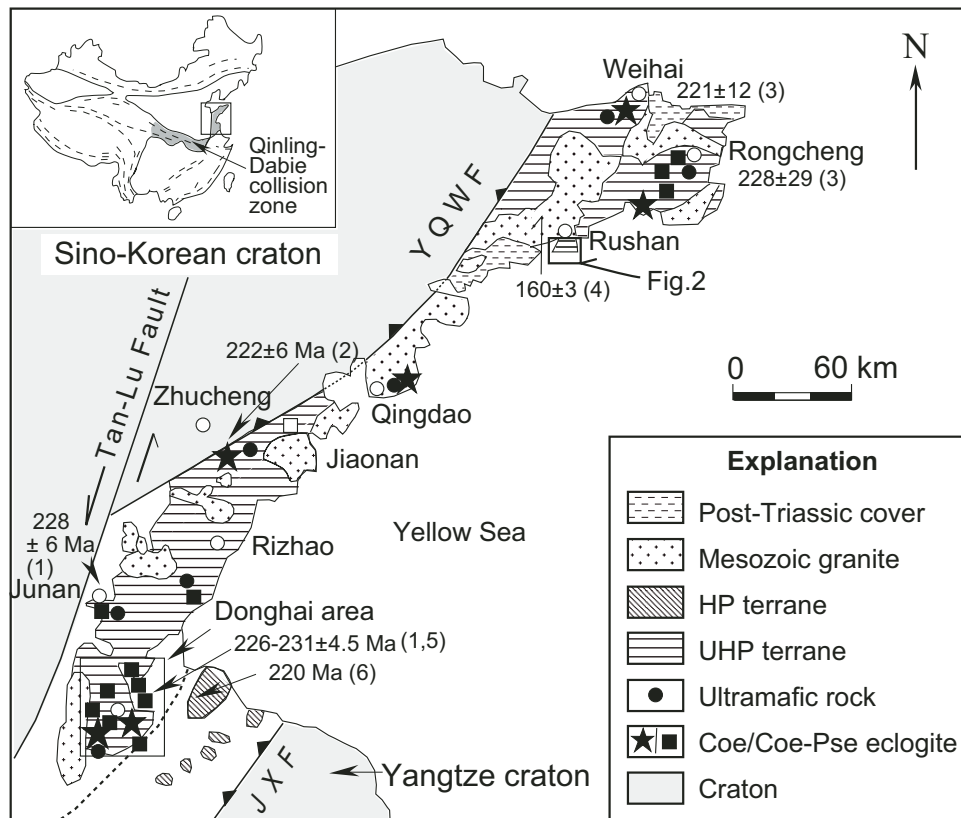 N
Weihai
221±12 (3)
Qinling-
Dabie
collision
zone
Rongcheng
228±29 (3)
YQWF
Sino-Korean craton
Rushan
Fig.2
160±3 (4)
Tan-Lu Fault
222±6 Ma (2)
Zhucheng
0 60 km
Qingdao
Jiaonan
Explanation
Post-Triassic cover
Mesozoic granite
HP terrane
UHP terrane
Ultramafic rock
Coe/Coe-Pse eclogite
Craton
Yellow Sea
228
± 6 Ma
(1)
Junan
Rizhao
Donghai area
226-231±4.5 Ma (1,5)
220 Ma (6)
JXF
Yangtze craton